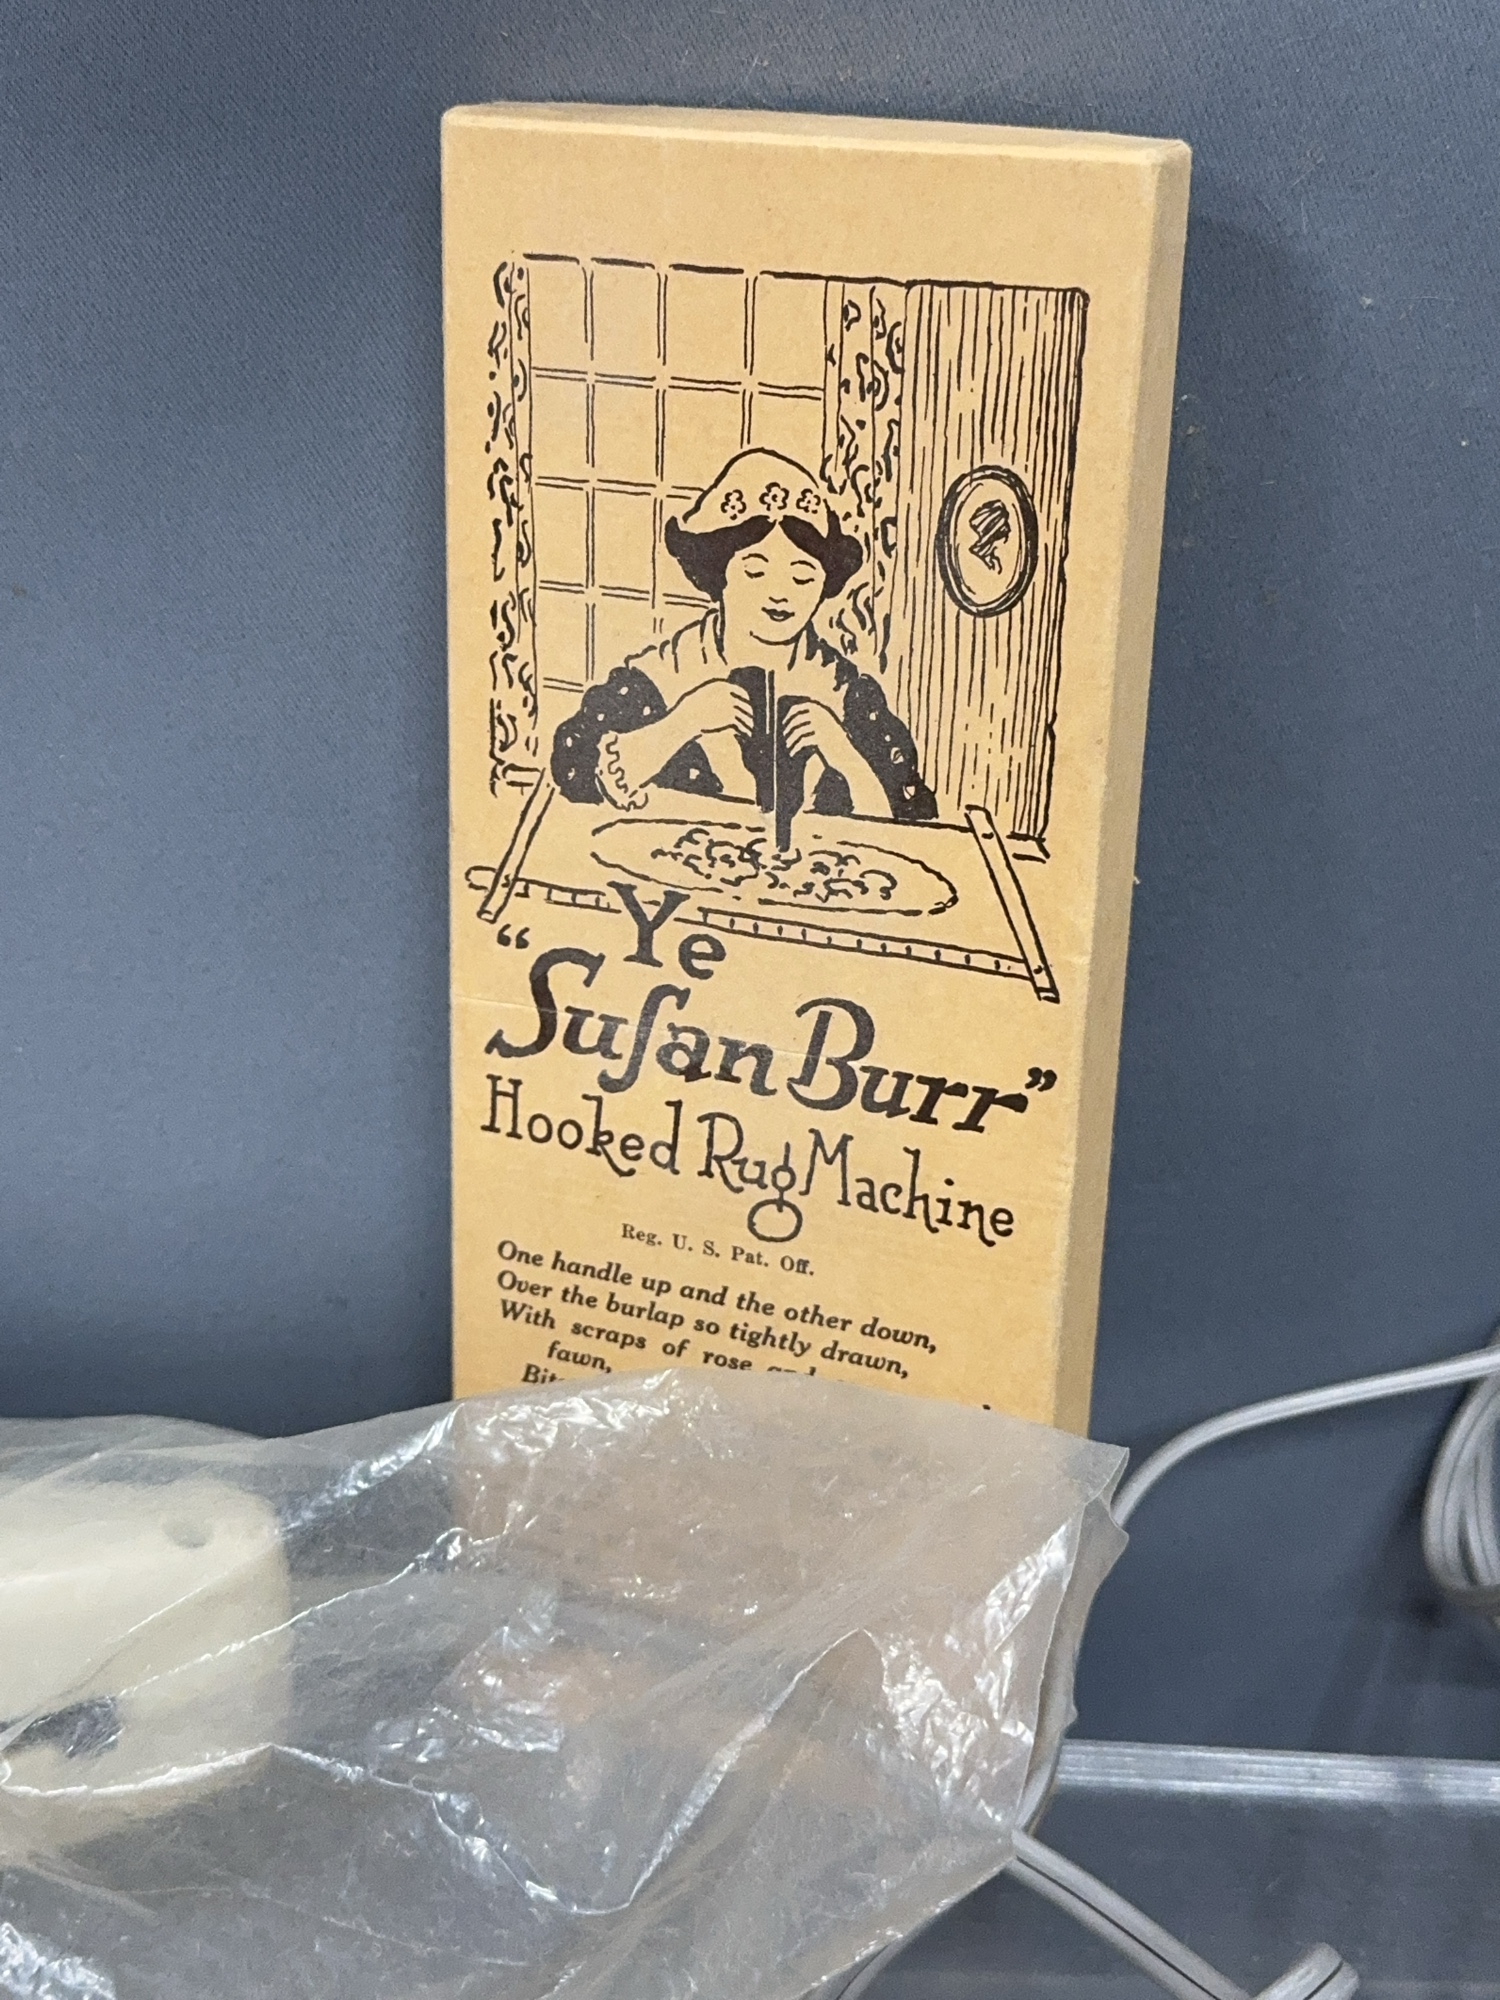 Ye
“Suſan Burr”
Hooked Rug Machine
Reg. U. S. Pat. Off.
One handle up and the other down,
Over the burlap so tightly drawn,
With scraps of rose and
fawn,